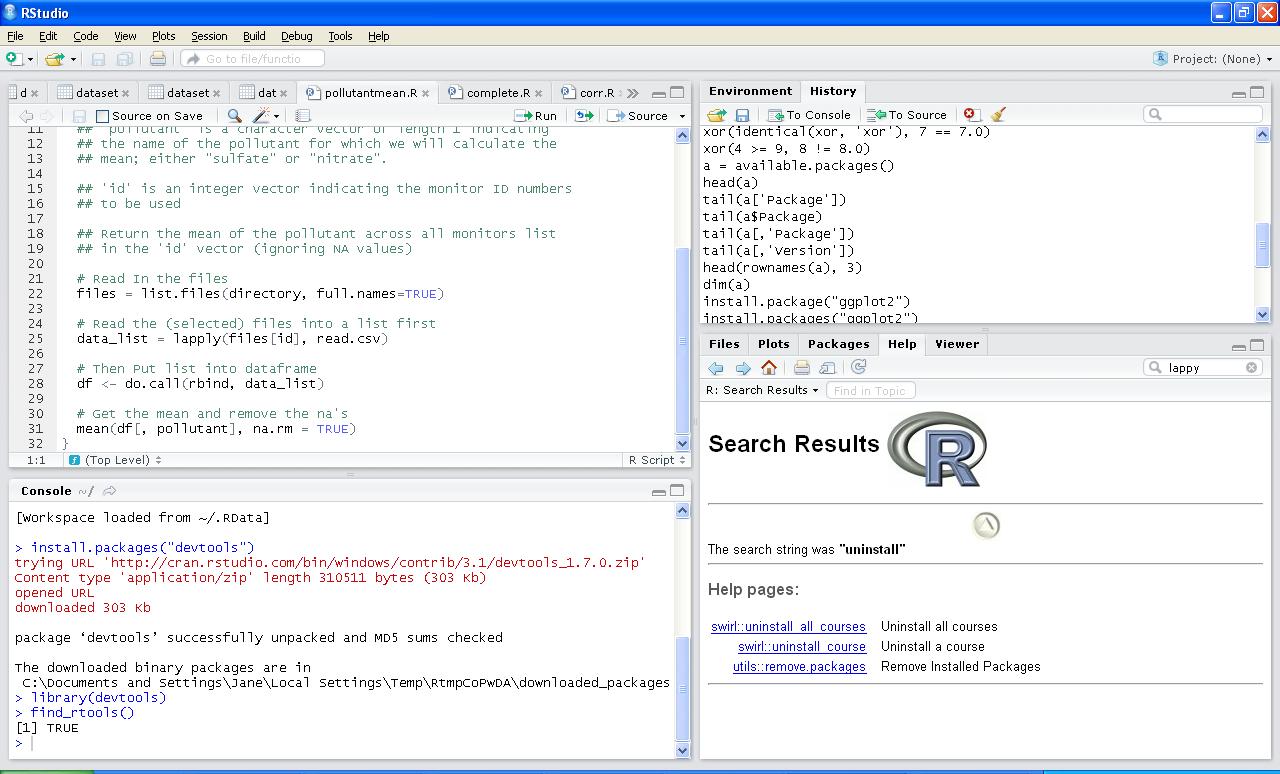 RStudio
File Edit Code View Plots Session Build Debug Tools Help
Go to file/functio
Project: (None)
d dataset dataset dat pollutantmean.R complete.R corr.R
Source on Save Run Source
11 ## 'pollutant' is a character vector of length 1 indicating
12 ## the name of the pollutant for which we will calculate the
13 ## mean; either "sulfate" or "nitrate".
14
15 ## 'id' is an integer vector indicating the monitor ID numbers
16 ## to be used
17
18 ## Return the mean of the pollutant across all monitors list
19 ## in the 'id' vector (ignoring NA values)
20
21 # Read In the files
22 files = list.files(directory, full.names=TRUE)
23
24 # Read the (selected) files into a list first
25 data_list = lapply(files[id], read.csv)
26
27 # Then Put list into dataframe
28 df <- do.call(rbind, data_list)
29
30 # Get the mean and remove the na's
31 mean(df[, pollutant], na.rm = TRUE)
32 }
1:1 (Top Level) R Script
Console ~/
[Workspace loaded from ~/.RData]
> install.packages("devtools")
trying URL 'http://cran.rstudio.com/bin/windows/contrib/3.1/devtools_1.7.0.zip'
Content type 'application/zip' length 310511 bytes (303 Kb)
opened URL
downloaded 303 Kb
package ‘devtools’ successfully unpacked and MD5 sums checked
The downloaded binary packages are in
C:\Documents and Settings\Jane\Local Settings\Temp\RtmpCoPwDA\downloaded_packages
> library(devtools)
> find_rtools()
[1] TRUE
>
Environment History
To Console To Source
xor(identical(xor, 'xor'), 7 == 7.0)
xor(4 >= 9, 8 != 8.0)
a = available.packages()
head(a)
tail(a['Package'])
tail(a$Package)
tail(a[,'Package'])
tail(a[,'Version'])
head(rownames(a), 3)
dim(a)
install.package("ggplot2")
install.packages("ggplot2")
Files Plots Packages Help Viewer
lappy
R: Search Results Find in Topic
Search Results R
The search string was "uninstall"
Help pages:
swirl::uninstall_all_courses Uninstall all courses
swirl::uninstall_course Uninstall a course
utils::remove.packages Remove Installed Packages